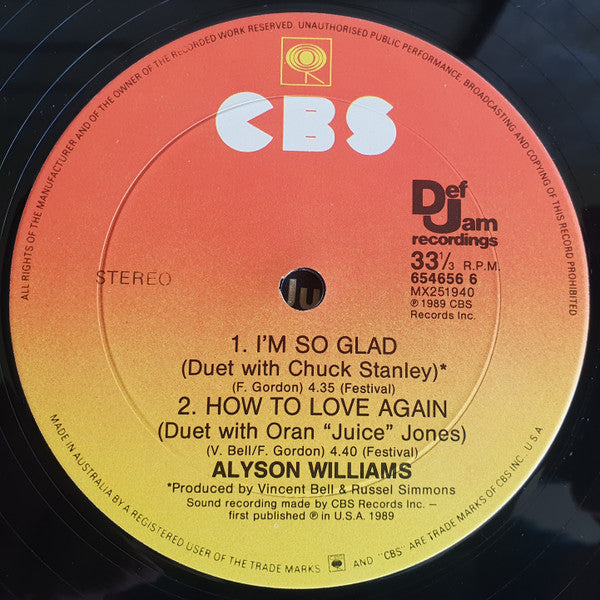 ALL RIGHTS OF THE MANUFACTURER AND OF THE OWNER OF THE RECORDED WORK RESERVED. UNAUTHORISED PUBLIC PERFORMANCE, BROADCASTING AND COPYING OF THIS RECORD PROHIBITED
CBS
Def
Jam
recordings
STEREO
33⅓ R.P.M.
654656 6
MX251940
℗ 1989 CBS
Records Inc.
1. I'M SO GLAD
(Duet with Chuck Stanley)*
(F. Gordon) 4.35 (Festival)
2. HOW TO LOVE AGAIN
(Duet with Oran "Juice" Jones)
(V. Bell/F. Gordon) 4.40 (Festival)
ALYSON WILLIAMS
*Produced by Vincent Bell & Russel Simmons
Sound recording made by CBS Records Inc. –
first published ℗ in U.S.A. 1989
MADE IN AUSTRALIA BY A REGISTERED USER OF THE TRADE MARKS AND "CBS" ARE TRADE MARKS OF CBS INC. U.S.A.